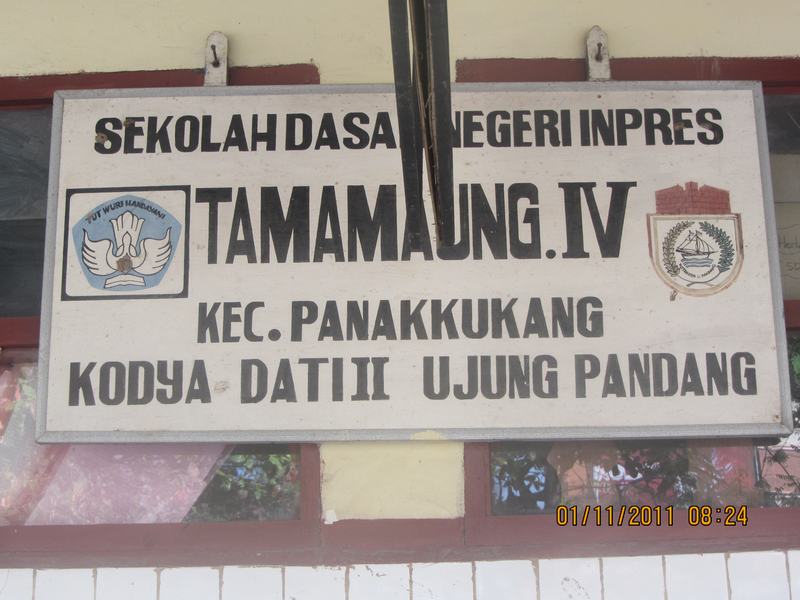 SEKOLAH DASAR NEGERI INPRES
TUT WURI HANDAYANI
TAMAMAUNG.IV
KEC. PANAKKUKANG
KODYA DATI II UJUNG PANDANG
01/11/2011 08:24